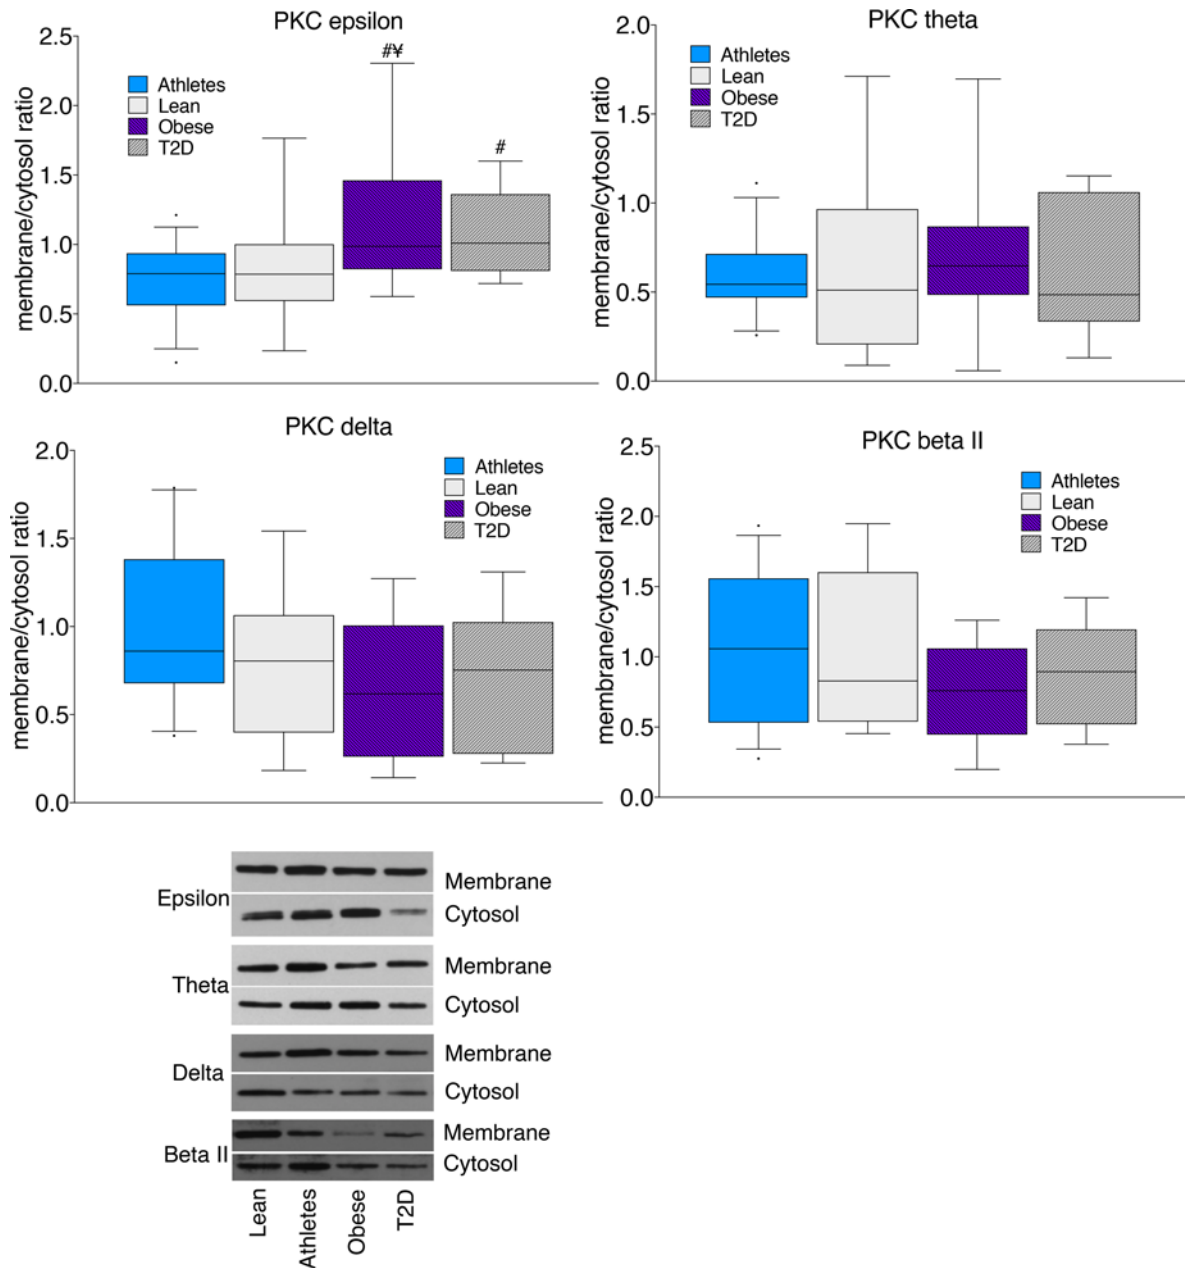 PKC epsilon
membrane/cytosol ratio
2.5
2.0
1.5
1.0
0.5
0.0
Athletes
Lean
Obese
T2D
#¥
#
PKC theta
membrane/cytosol ratio
2.0
1.5
1.0
0.5
0.0
Athletes
Lean
Obese
T2D
PKC delta
membrane/cytosol ratio
2.0
1.5
1.0
0.5
0.0
Athletes
Lean
Obese
T2D
PKC beta II
membrane/cytosol ratio
2.5
2.0
1.5
1.0
0.5
0.0
Athletes
Lean
Obese
T2D
Epsilon
Membrane
Cytosol
Theta
Membrane
Cytosol
Delta
Membrane
Cytosol
Beta II
Membrane
Cytosol
Lean
Athletes
Obese
T2D